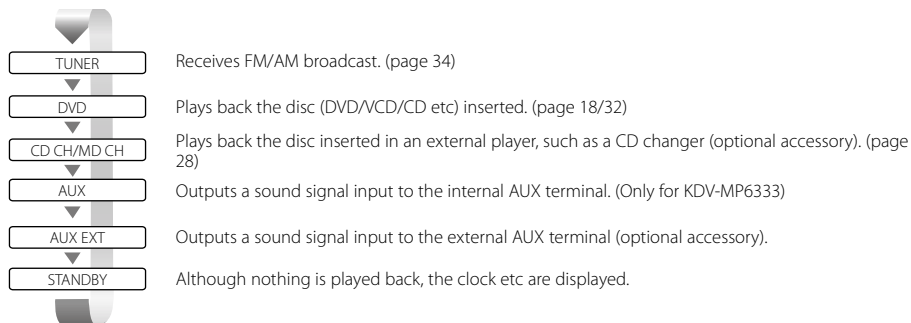 TUNER Receives FM/AM broadcast. (page 34)
DVD Plays back the disc (DVD/VCD/CD etc) inserted. (page 18/32)
CD CH/MD CH Plays back the disc inserted in an external player, such as a CD changer (optional accessory). (page
28)
AUX Outputs a sound signal input to the internal AUX terminal. (Only for KDV-MP6333)
AUX EXT Outputs a sound signal input to the external AUX terminal (optional accessory).
STANDBY Although nothing is played back, the clock etc are displayed.